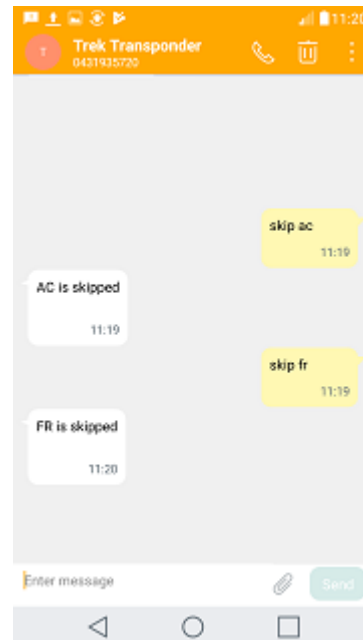 11:20
T
Trek Transponder
0431935720
skip ac
11:19
AC is skipped
11:19
skip fr
11:19
FR is skipped
11:20
Enter message
Send